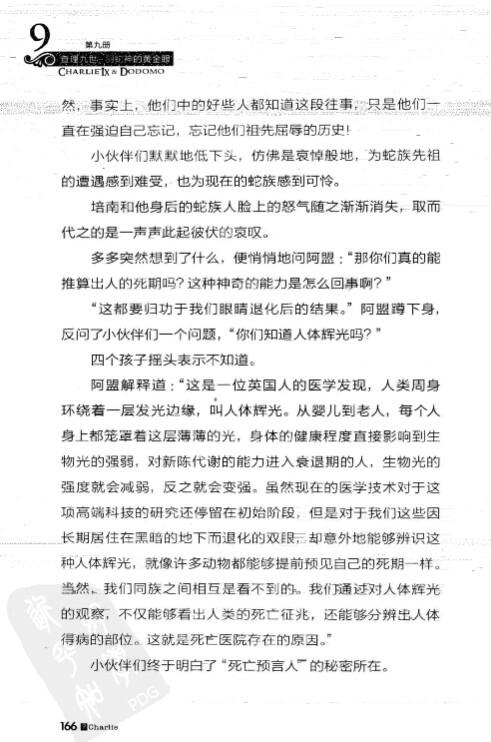 9
第九册
查理九世·羽蛇神的黄金眼
CHARLIE IX & DODOMO
然，事实上，他们中的好些人都知道这段往事，只是他们一
直在强迫自己忘记，忘记他们祖先屈辱的历史！
小伙伴们默默地低下头，仿佛是哀悼般地，为蛇族先祖
的遭遇感到难受，也为现在的蛇族感到可怜。
培南和他身后的蛇族人脸上的怒气随之渐渐消失，取而
代之的是一声声此起彼伏的哀叹。
多多突然想到了什么，便悄悄地问阿盟：“那你们真的能
推算出人的死期吗？这种神奇的能力是怎么回事啊？”
“这都要归功于我们眼睛退化后的结果。”阿盟蹲下身，
反问了小伙伴们一个问题，“你们知道人体辉光吗？”
四个孩子摇头表示不知道。
阿盟解释道：“这是一位英国人的医学发现，人类周身
环绕着一层发光边缘，叫人体辉光。从婴儿到老人，每个人
身上都笼罩着这层薄薄的光，身体的健康程度直接影响到生
物光的强弱，对新陈代谢的能力进入衰退期的人，生物光的
强度就会减弱，反之就会变强。虽然现在的医学技术对于这
项高端科技的研究还停留在初始阶段，但是对于我们这些因
长期居住在黑暗的地下而退化的双眼，却意外地能够辨识这
种人体辉光，就像许多动物都能够提前预见自己的死期一样。
当然，我们同族之间相互是看不到的。我们通过对人体辉光
的观察，不仅能够看出人类的死亡征兆，还能够分辨出人体
得病的部位。这就是死亡医院存在的原因。”
小伙伴们终于明白了“死亡预言人”的秘密所在。
PDG
166 Charlie